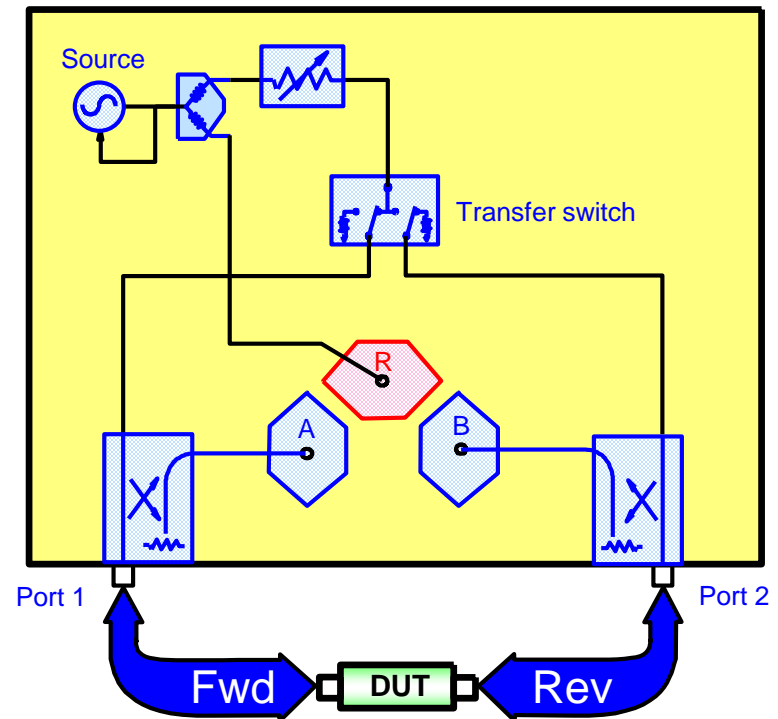 Source
Transfer switch
R
A
B
Port 1
Port 2
Fwd
DUT
Rev